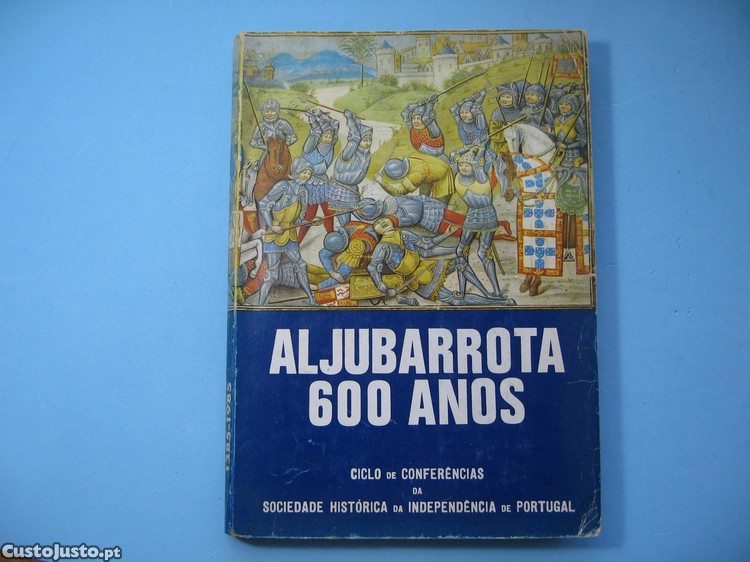 ALJUBARROTA
600 ANOS
CICLO DE CONFERÊNCIAS
DA
SOCIEDADE HISTÓRICA DA INDEPENDÊNCIA DE PORTUGAL
1385-1985
CustoJusto.pt